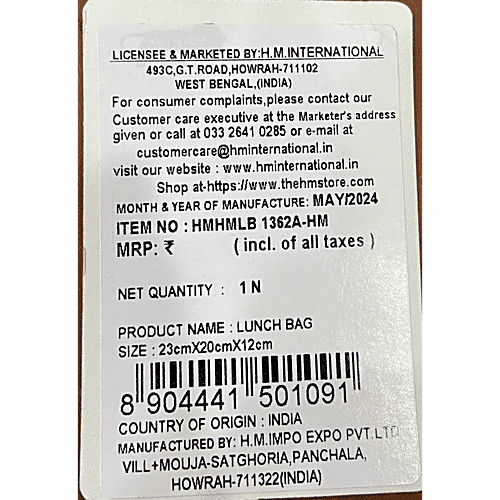 LICENSEE & MARKETED BY:H.M.INTERNATIONAL
493C,G.T.ROAD,HOWRAH-711102
WEST BENGAL,(INDIA)
For consumer complaints,please contact our
Customer care executive at the Marketer's address
given or call at 033 2641 0285 or e-mail at
customercare@hminternational.in
visit our website : www.hminternational.in
Shop at-https://www.thehmstore.com
MONTH & YEAR OF MANUFACTURE: MAY/2024
ITEM NO : HMHMLB 1362A-HM
MRP: ₹ ( incl. of all taxes )
NET QUANTITY : 1 N
PRODUCT NAME : LUNCH BAG
SIZE : 23cmX20cmX12cm
8 904441 501091
COUNTRY OF ORIGIN : INDIA
MANUFACTURED BY: H.M.IMPO EXPO PVT.LTD
VILL+MOUJA-SATGHORIA,PANCHALA,
HOWRAH-711322(INDIA)